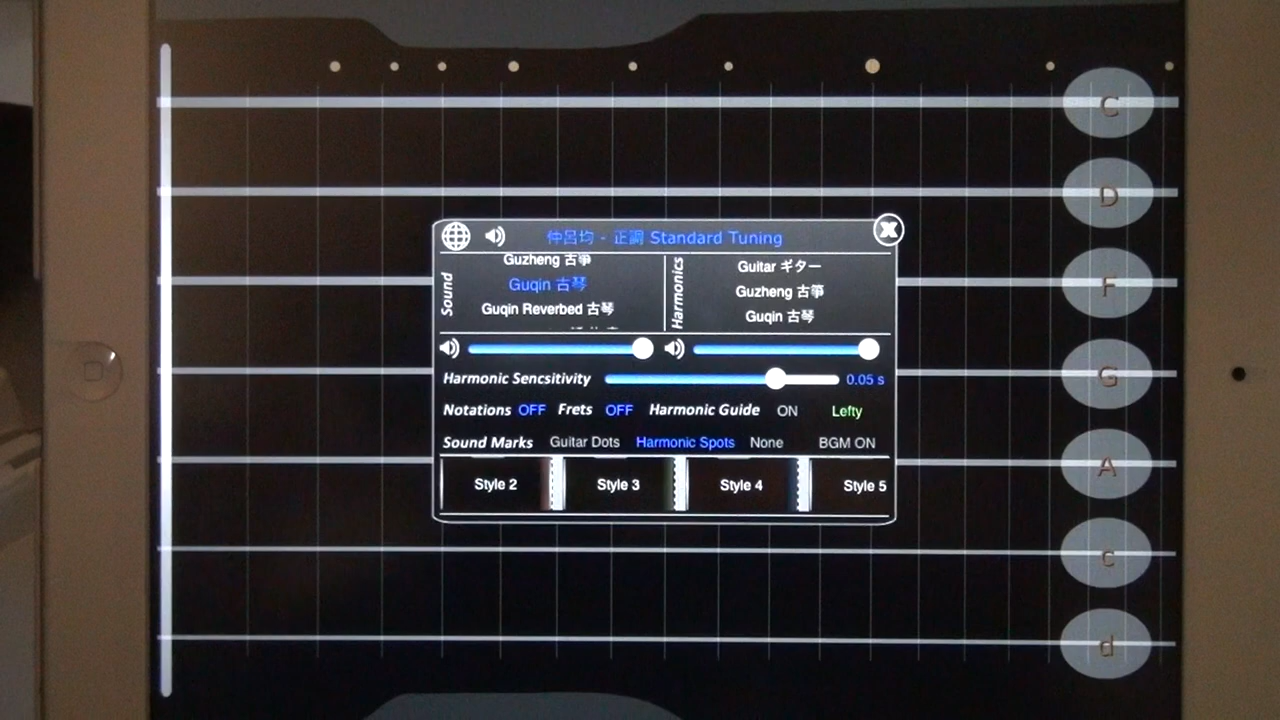 C
D
F
G
A
c
d
仲呂均 - 正調 Standard Tuning
X
Sound
Guzheng 古箏
Guqin 古琴
Guqin Reverbed 古琴
Harmonics
Guitar ギター
Guzheng 古箏
Guqin 古琴
Harmonic Sencsitivity 0.05 s
Notations OFF Frets OFF Harmonic Guide ON Lefty
Sound Marks Guitar Dots Harmonic Spots None BGM ON
Style 2 Style 3 Style 4 Style 5